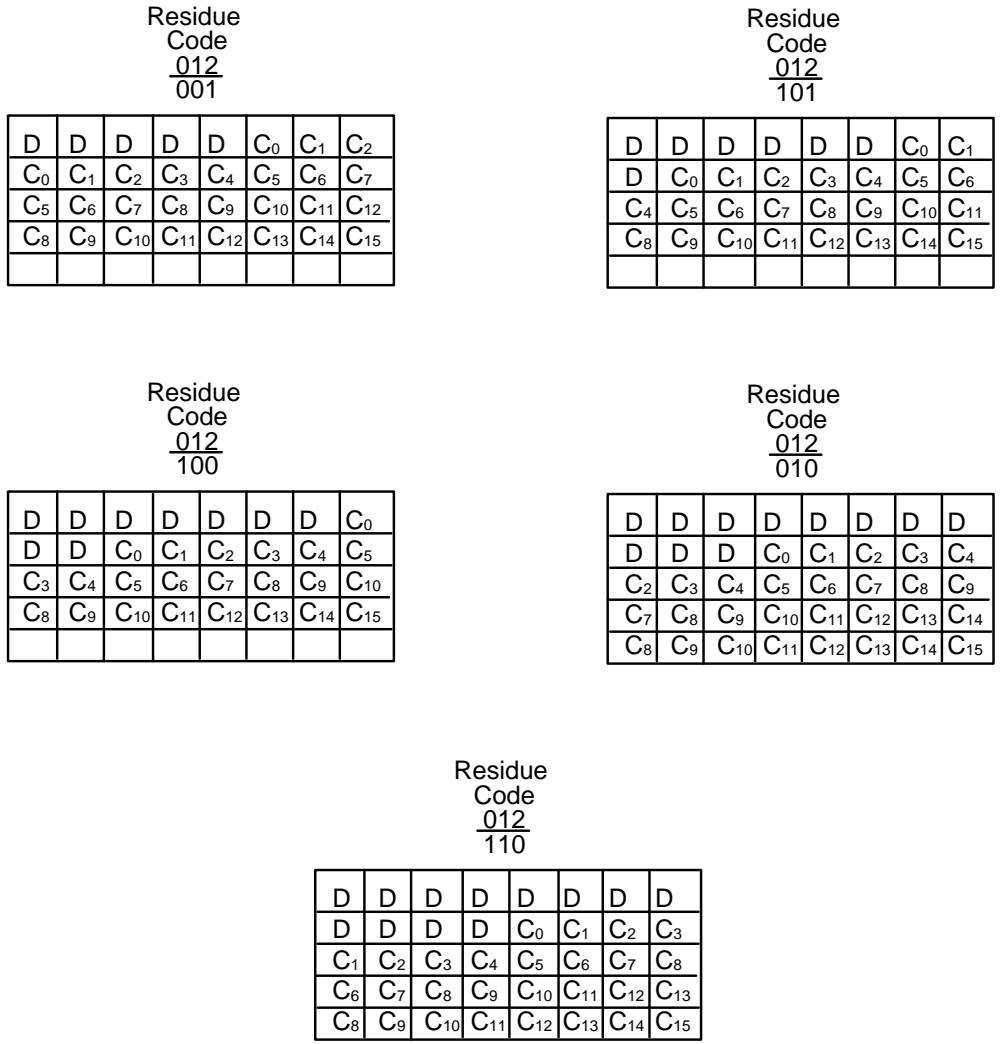 Residue
Code
012
001
D D D D D C₀ C₁ C₂
C₀ C₁ C₂ C₃ C₄ C₅ C₆ C₇
C₅ C₆ C₇ C₈ C₉ C₁₀ C₁₁ C₁₂
C₈ C₉ C₁₀ C₁₁ C₁₂ C₁₃ C₁₄ C₁₅
Residue
Code
012
101
D D D D D D C₀ C₁
D C₀ C₁ C₂ C₃ C₄ C₅ C₆
C₄ C₅ C₆ C₇ C₈ C₉ C₁₀ C₁₁
C₈ C₉ C₁₀ C₁₁ C₁₂ C₁₃ C₁₄ C₁�5
Residue
Code
012
100
D D D D D D D C₀
D D C₀ C₁ C₂ C₃ C₄ C₅
C₃ C₄ C₅ C₆ C₇ C₈ C₉ C₁₀
C₈ C₉ C₁₀ C₁₁ C₁₂ C₁₃ C₁₄ C₁₅
Residue
Code
012
010
D D D D D D D D
D D D C₀ C₁ C₂ C₃ C₄
C₂ C₃ C₄ C₅ C₆ C₇ C₈ C₉
C₇ C₈ C₉ C₁₀ C₁₁ C₁₂ C₁₃ C₁₄
C₈ C₉ C₁₀ C₁₁ C₁₂ C₁₃ C₁₄ C₁₅
Residue
Code
012
110
D D D D D D D D
D D D D C₀ C₁ C₂ C₃
C₁ C₂ C₃ C₄ C₅ C₆ C₇ C₈
C₆ C₇ C₈ C₉ C₁₀ C₁₁ C₁₂ C₁₃
C₈ C₉ C₁₀ C₁₁ C₁₂ C₁₃ C₁₄ C₁₅